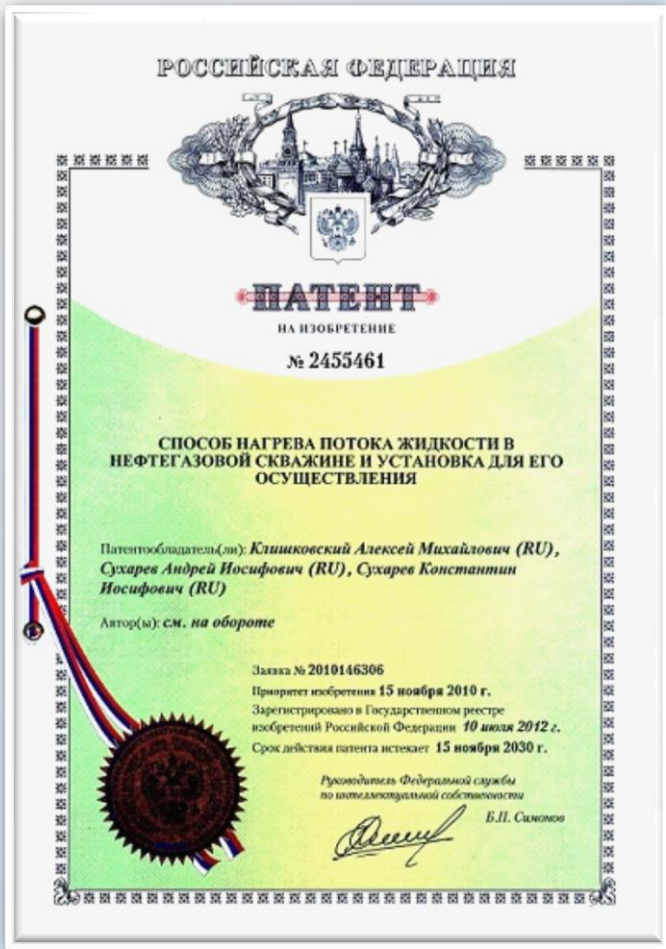 РОССИЙСКАЯ ФЕДЕРАЦИЯ
ПАТЕНТ
НА ИЗОБРЕТЕНИЕ
№ 2455461
СПОСОБ НАГРЕВА ПОТОКА ЖИДКОСТИ В
НЕФТЕГАЗОВОЙ СКВАЖИНЕ И УСТАНОВКА ДЛЯ ЕГО
ОСУЩЕСТВЛЕНИЯ
Патентообладатель(ли): Клишковский Алексей Михайлович (RU),
Сухарев Андрей Иосифович (RU), Сухарев Константин
Иосифович (RU)
Автор(ы): см. на обороте
Заявка № 2010146306
Приоритет изобретения 15 ноября 2010 г.
Зарегистрировано в Государственном реестре
изобретений Российской Федерации 10 июля 2012 г.
Срок действия патента истекает 15 ноября 2030 г.
Руководитель Федеральной службы
по интеллектуальной собственности
Б.П. Симонов